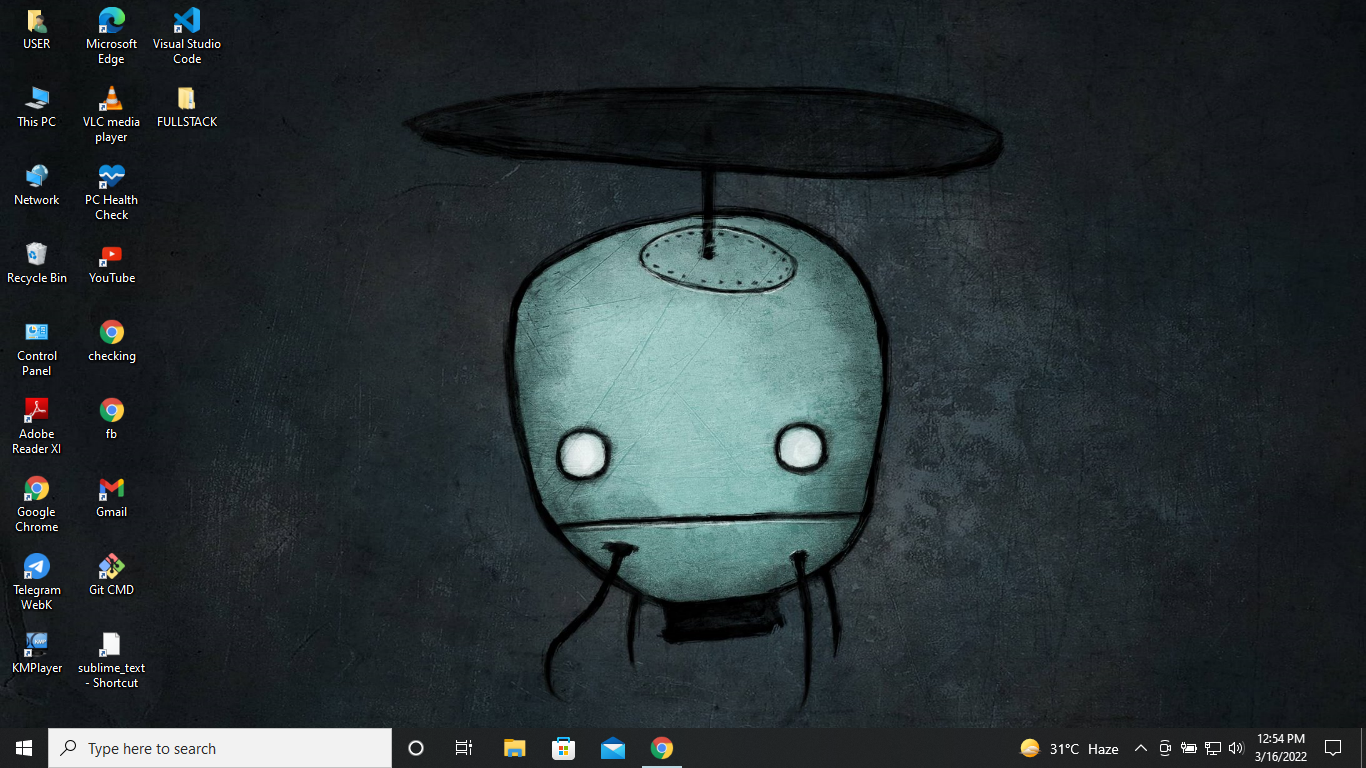 USER
Microsoft
Edge
Visual Studio
Code
This PC
VLC media
player
FULLSTACK
Network
PC Health
Check
Recycle Bin
YouTube
Control
Panel
checking
Adobe
Reader XI
fb
Google
Chrome
Gmail
Telegram
WebK
Git CMD
KMPlayer
sublime_text
- Shortcut
Type here to search
31°C Haze
12:54 PM
3/16/2022